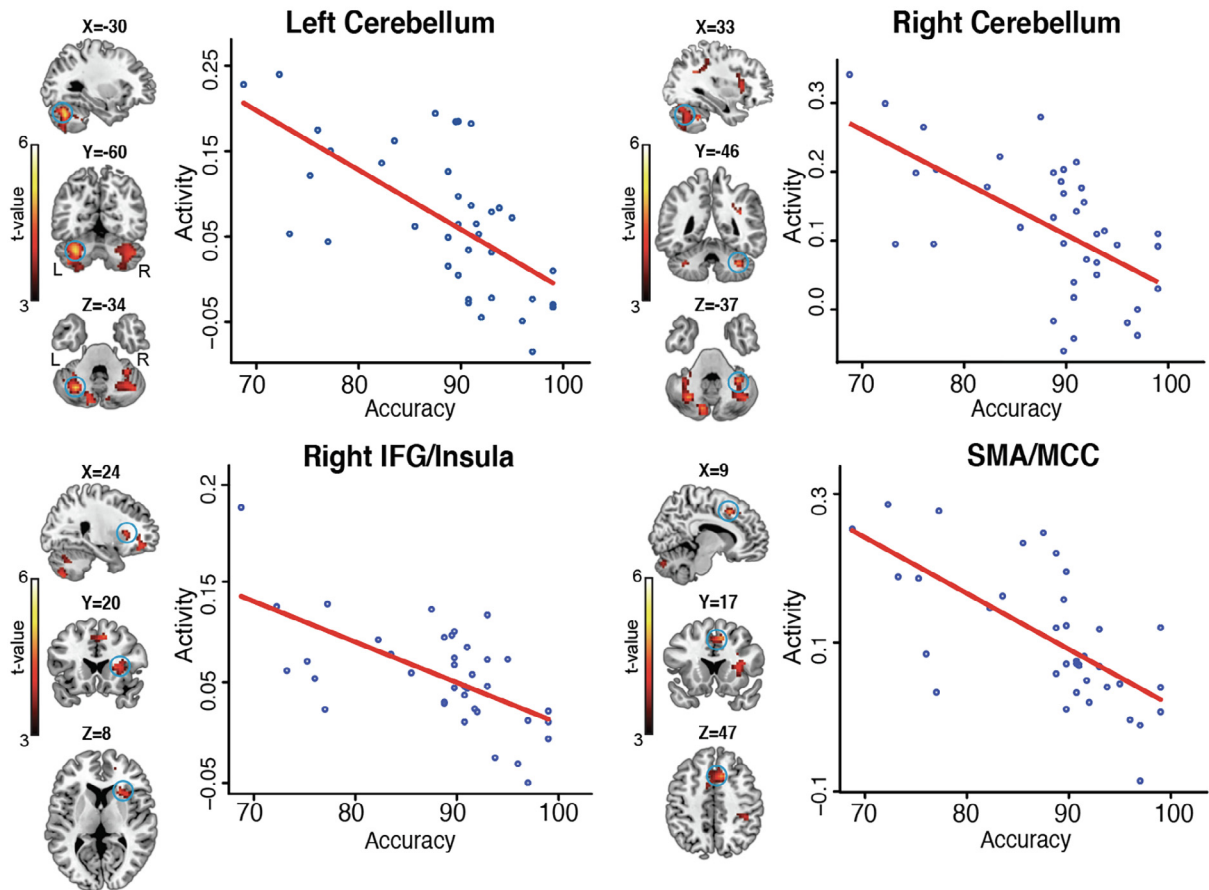 Left Cerebellum
X=-30
Y=-60
Z=-34
t-value
6
3
L
R
L
R
Activity
0.25
0.15
0.05
−0.05
70
80
90
100
Accuracy
Right Cerebellum
X=33
Y=-46
Z=-37
t-value
6
3
Activity
0.3
0.2
0.1
0.0
70
80
90
100
Accuracy
Right IFG/Insula
X=24
Y=20
Z=8
t-value
6
3
Activity
0.2
0.15
0.05
−0.05
70
80
90
100
Accuracy
SMA/MCC
X=9
Y=17
Z=47
t-value
6
3
Activity
0.3
0.1
−0.1
70
80
90
100
Accuracy